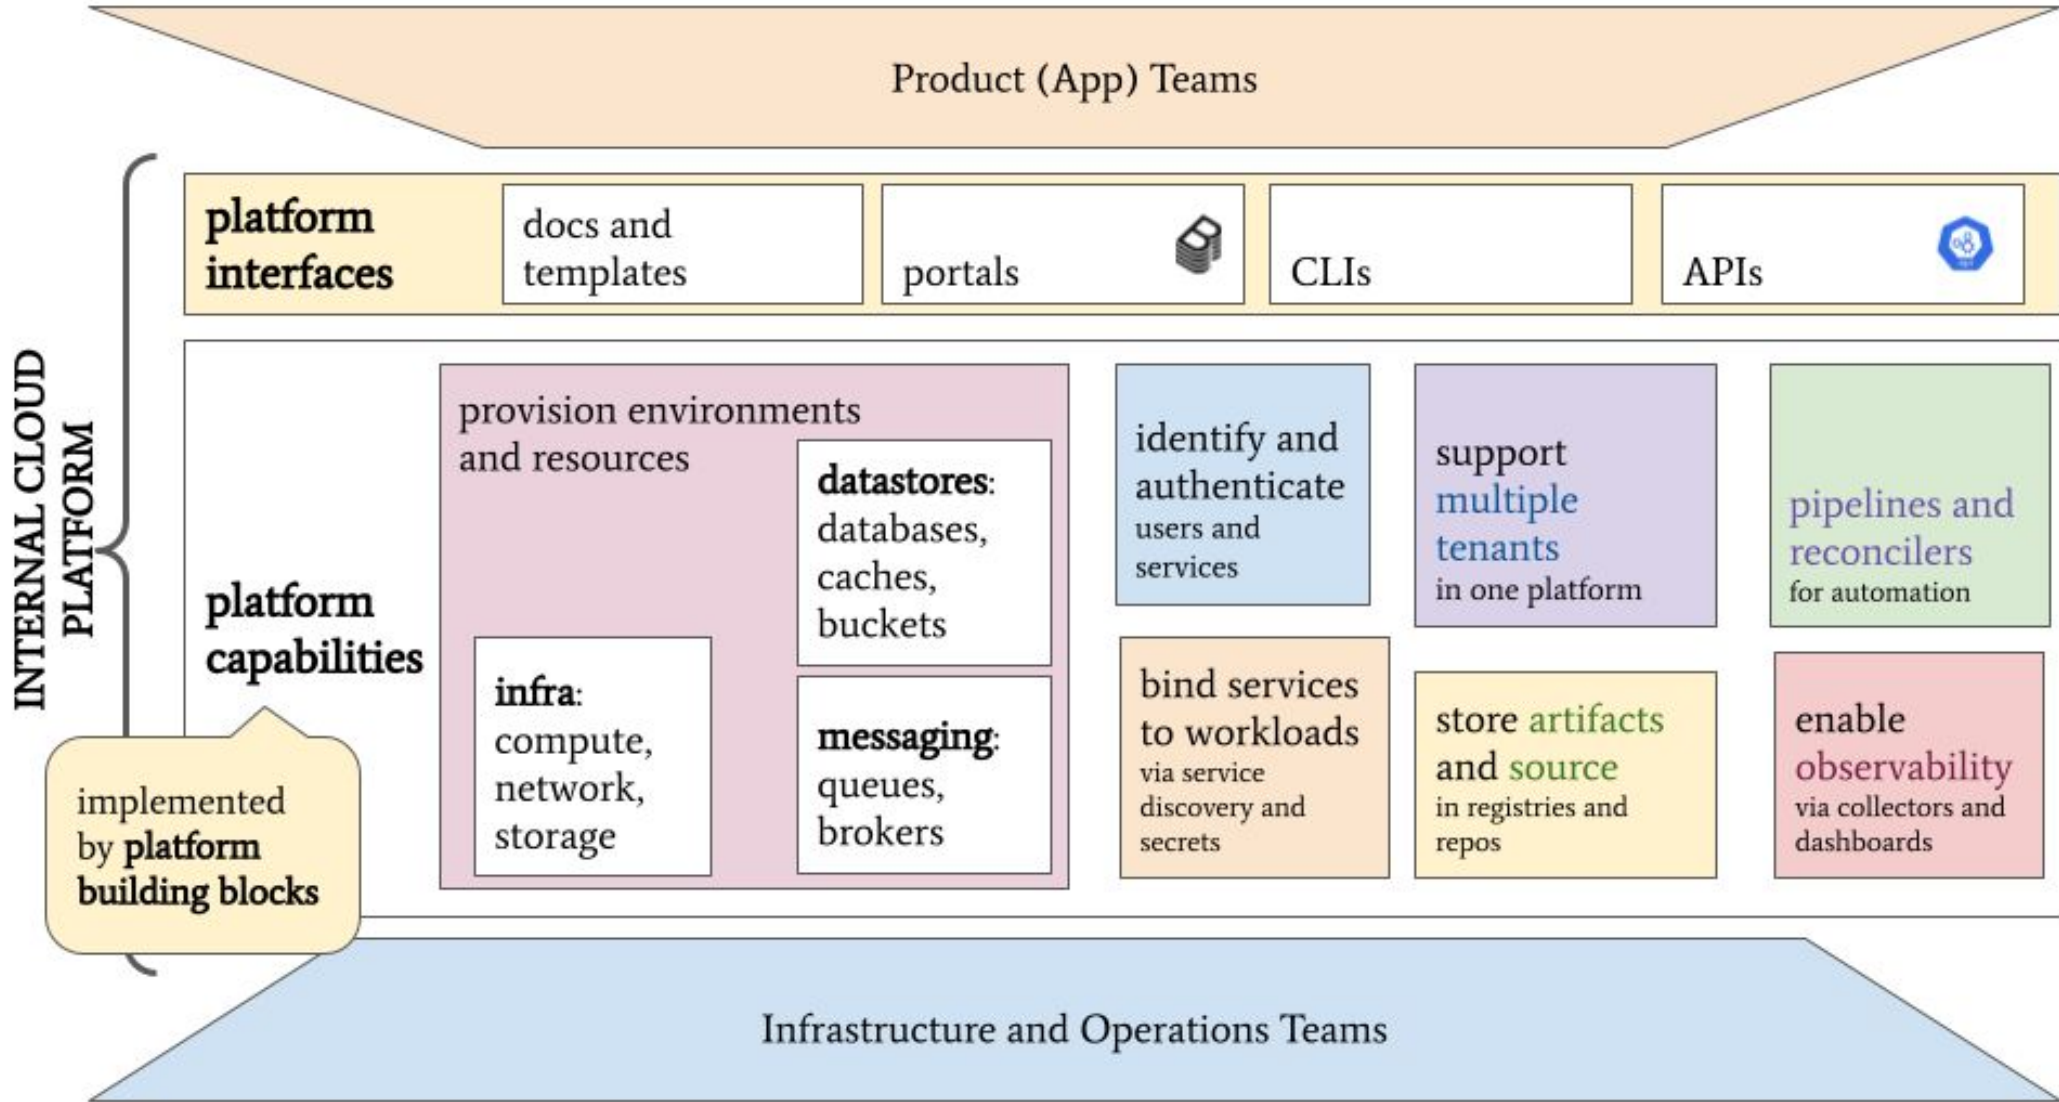 Product (App) Teams
INTERNAL CLOUD
PLATFORM
platform
interfaces
docs and
templates
portals
CLIs
APIs
platform
capabilities
implemented
by platform
building blocks
provision environments
and resources
infra:
compute,
network,
storage
datastores:
databases,
caches,
buckets
messaging:
queues,
brokers
identify and
authenticate
users and
services
bind services
to workloads
via service
discovery and
secrets
support
multiple
tenants
in one platform
store artifacts
and source
in registries and
repos
pipelines and
reconcilers
for automation
enable
observability
via collectors and
dashboards
Infrastructure and Operations Teams